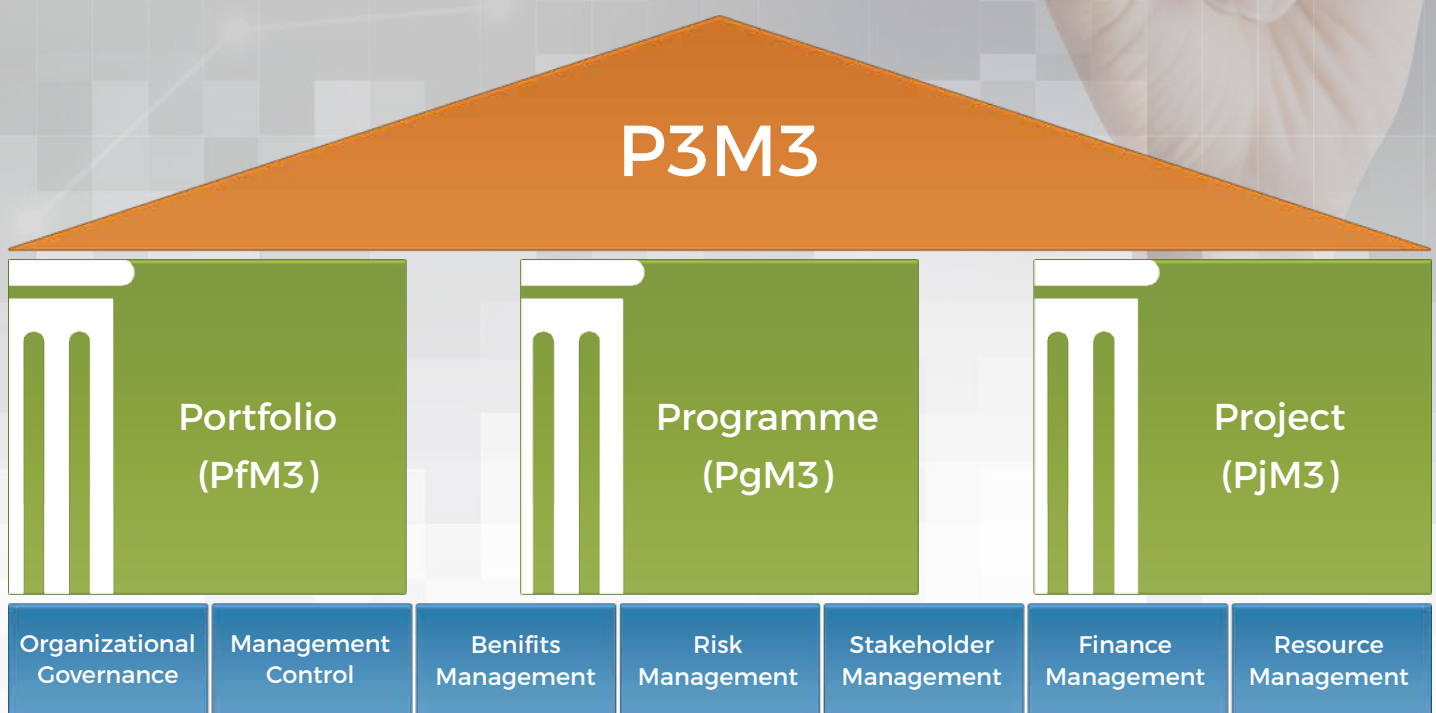 P3M3
Portfolio
(PfM3)
Programme
(PgM3)
Project
(PjM3)
Organizational
Governance
Management
Control
Benifits
Management
Risk
Management
Stakeholder
Management
Finance
Management
Resource
Management